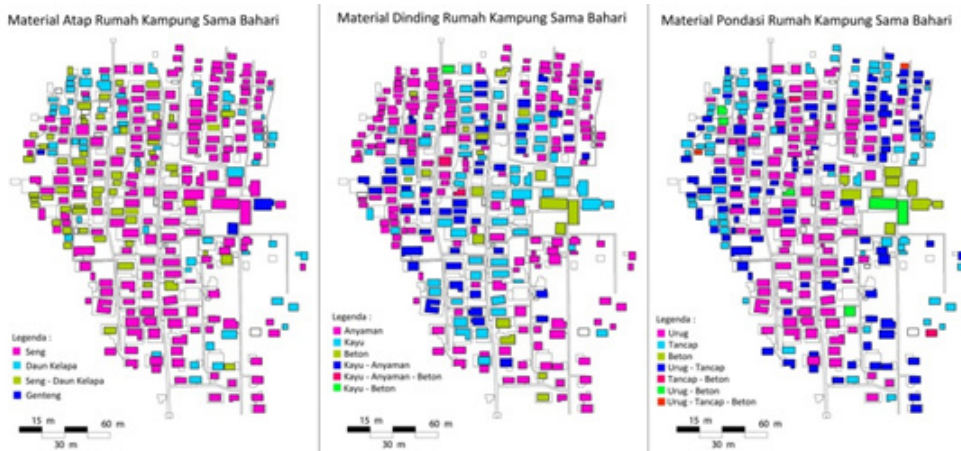 Material Atap Rumah Kampung Sama Bahari
Legenda :
Seng
Daun Kelapa
Seng - Daun Kelapa
Genteng
15 m
60 m
30 m
Material Dinding Rumah Kampung Sama Bahari
Legenda :
Anyaman
Kayu
Beton
Kayu - Anyaman
Kayu - Anyaman - Beton
Kayu - Beton
15 m
60 m
30 m
Material Pondasi Rumah Kampung Sama Bahari
Legenda :
Urug
Tancap
Beton
Urug - Tancap
Tancap - Beton
Urug - Beton
Urug - Tancap - Beton
15 m
60 m
30 m